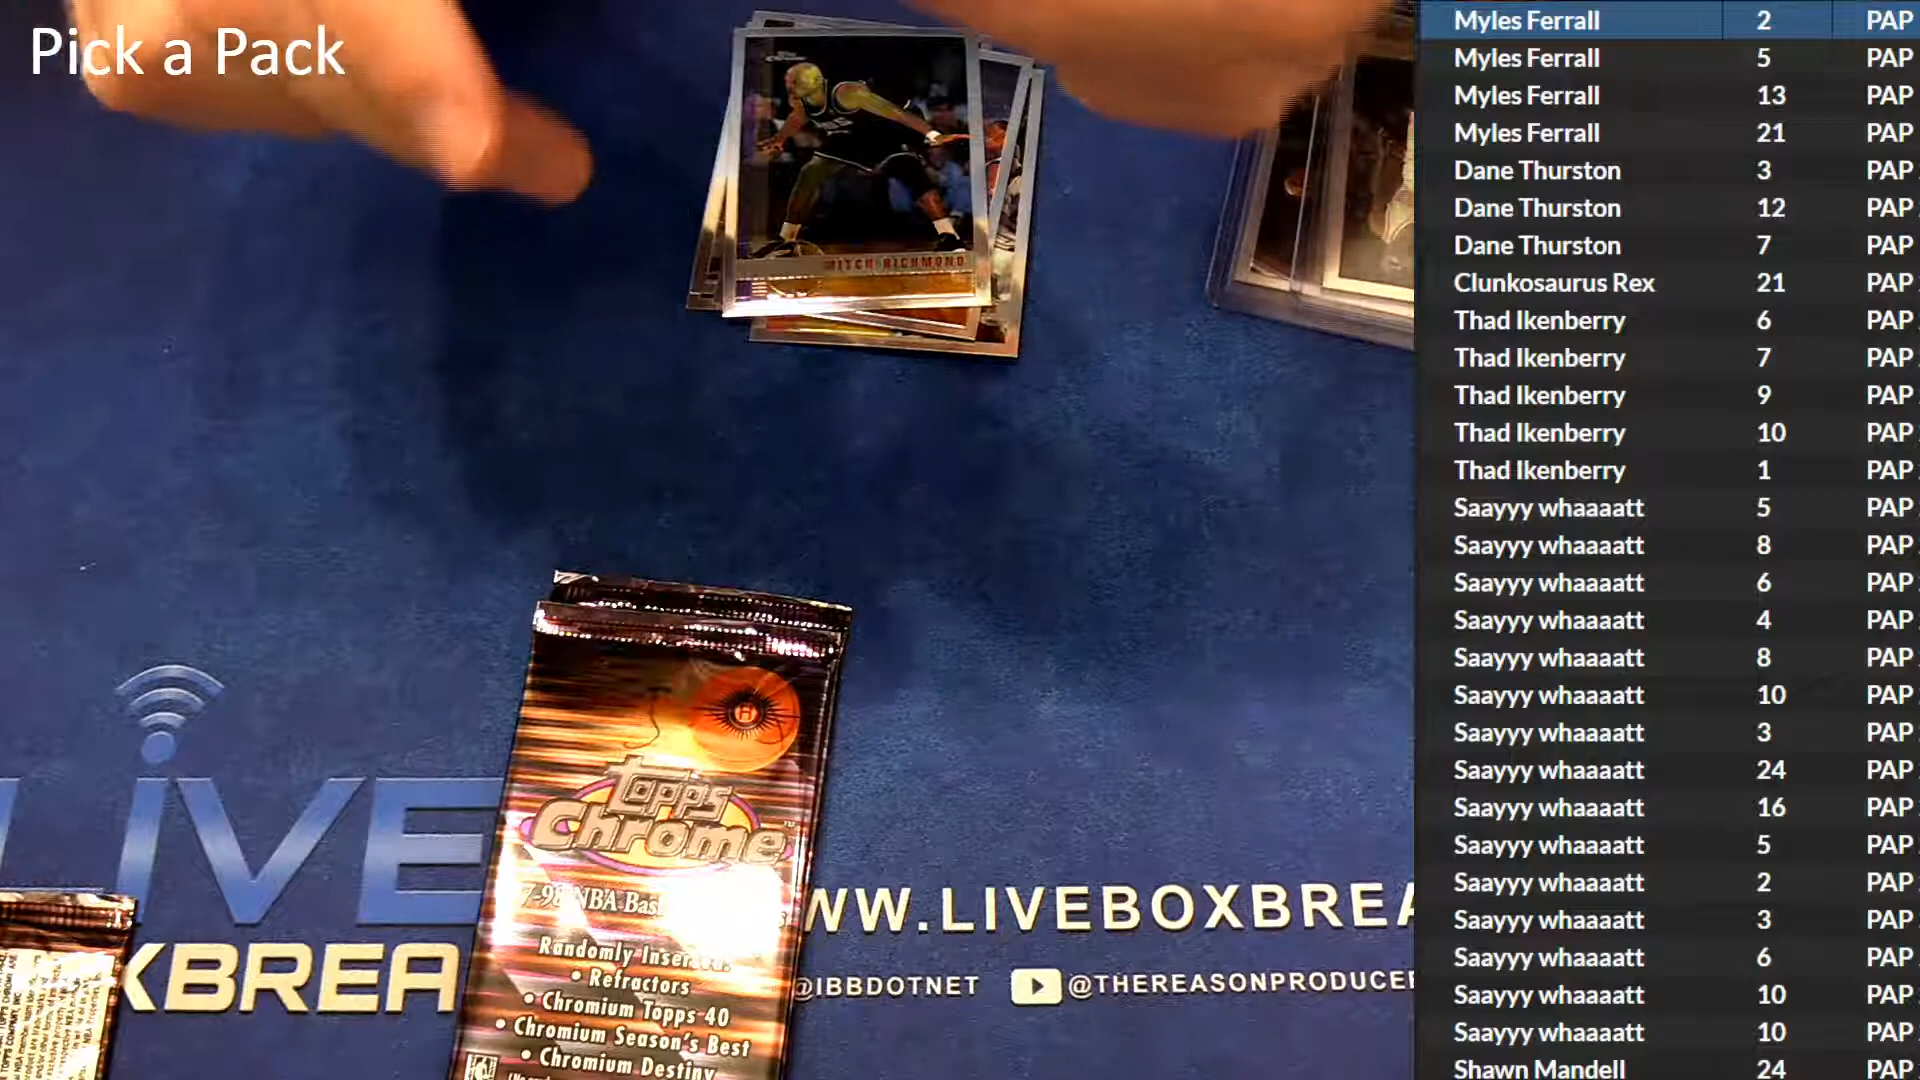 Pick a Pack
MITCH RICHMOND
topps
chrome
7-98 NBA Bas
Randomly Inserted:
• Refractors
• Chromium Topps 40
• Chromium Season's Best
• Chromium Destiny
LIVE
XBREA
WW.LIVEBOXBREA
@IBBDOTNET
@THEREASONPRODUCER
Myles Ferrall 2 PAP
Myles Ferrall 5 PAP
Myles Ferrall 13 PAP
Myles Ferrall 21 PAP
Dane Thurston 3 PAP
Dane Thurston 12 PAP
Dane Thurston 7 PAP
Clunkosaurus Rex 21 PAP
Thad Ikenberry 6 PAP
Thad Ikenberry 7 PAP
Thad Ikenberry 9 PAP
Thad Ikenberry 10 PAP
Thad Ikenberry 1 PAP
Saayyy whaaaatt 5 PAP
Saayyy whaaaatt 8 PAP
Saayyy whaaaatt 6 PAP
Saayyy whaaaatt 4 PAP
Saayyy whaaaatt 8 PAP
Saayyy whaaaatt 10 PAP
Saayyy whaaaatt 3 PAP
Saayyy whaaaatt 24 PAP
Saayyy whaaaatt 16 PAP
Saayyy whaaaatt 5 PAP
Saayyy whaaaatt 2 PAP
Saayyy whaaaatt 3 PAP
Saayyy whaaaatt 6 PAP
Saayyy whaaaatt 10 PAP
Saayyy whaaaatt 10 PAP
Shawn Mandell 24 PAP